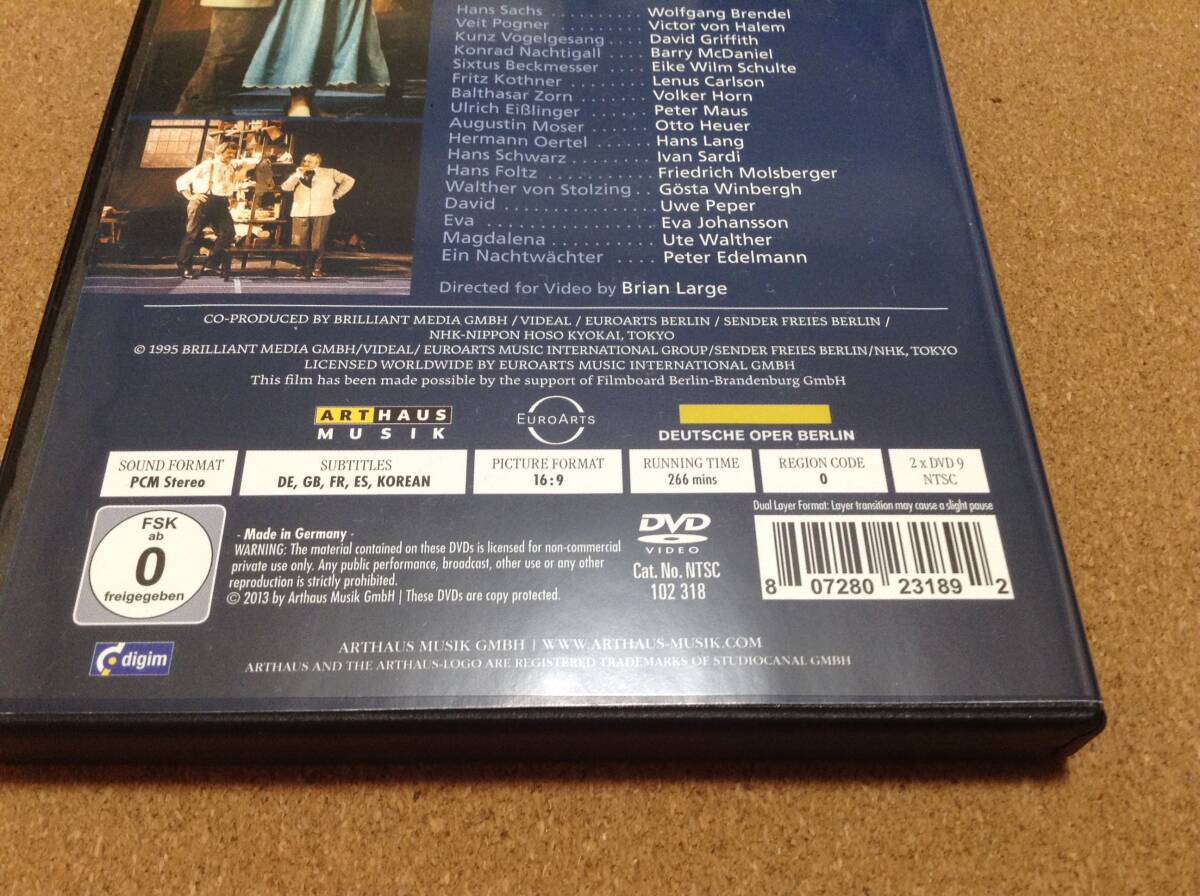 Hans Sachs .......... Wolfgang Brendel
Veit Pogner .......... Victor von Halem
Kunz Vogelgesang .... David Griffith
Konrad Nachtigall .... Barry McDaniel
Sixtus Beckmesser .... Eike Wilm Schulte
Fritz Kothner ......... Lenus Carlson
Balthasar Zorn ........ Volker Horn
Ulrich Eißlinger ....... Peter Maus
Augustin Moser ...... Otto Heuer
Hermann Oertel ...... Hans Lang
Hans Schwarz ........ Ivan Sardi
Hans Foltz ........... Friedrich Molsberger
Walther von Stolzing .. Gösta Winbergh
David ................ Uwe Peper
Eva .................. Eva Johansson
Magdalena .......... Ute Walther
Ein Nachtwächter .... Peter Edelmann
Directed for Video by Brian Large
CO-PRODUCED BY BRILLIANT MEDIA GMBH / VIDEAL / EUROARTS BERLIN / SENDER FREIES BERLIN /
NHK-NIPPON HOSO KYOKAI, TOKYO
© 1995 BRILLIANT MEDIA GMBH/VIDEAL/ EUROARTS MUSIC INTERNATIONAL GROUP/SENDER FREIES BERLIN/NHK, TOKYO
LICENSED WORLDWIDE BY EUROARTS MUSIC INTERNATIONAL GMBH
This film has been made possible by the support of Filmboard Berlin-Brandenburg GmbH
ARTHAUS
MUSIK
EUROARTS
DEUTSCHE OPER BERLIN
SOUND FORMAT
PCM Stereo
SUBTITLES
DE, GB, FR, ES, KOREAN
PICTURE FORMAT
16:9
RUNNING TIME
266 mins
REGION CODE
0
2 x DVD 9
NTSC
Dual Layer Format: Layer transition may cause a slight pause
FSK
ab
0
freigegeben
- Made in Germany -
WARNING: The material contained on these DVDs is licensed for non-commercial
private use only. Any public performance, broadcast, other use or any other
reproduction is strictly prohibited.
© 2013 by Arthaus Musik GmbH | These DVDs are copy protected.
DVD
VIDEO
Cat. No. NTSC
102 318
8 07280 23189 2
digim
ARTHAUS MUSIK GMBH | WWW.ARTHAUS-MUSIK.COM
ARTHAUS AND THE ARTHAUS-LOGO ARE REGISTERED TRADEMARKS OF STUDIOCANAL GMBH